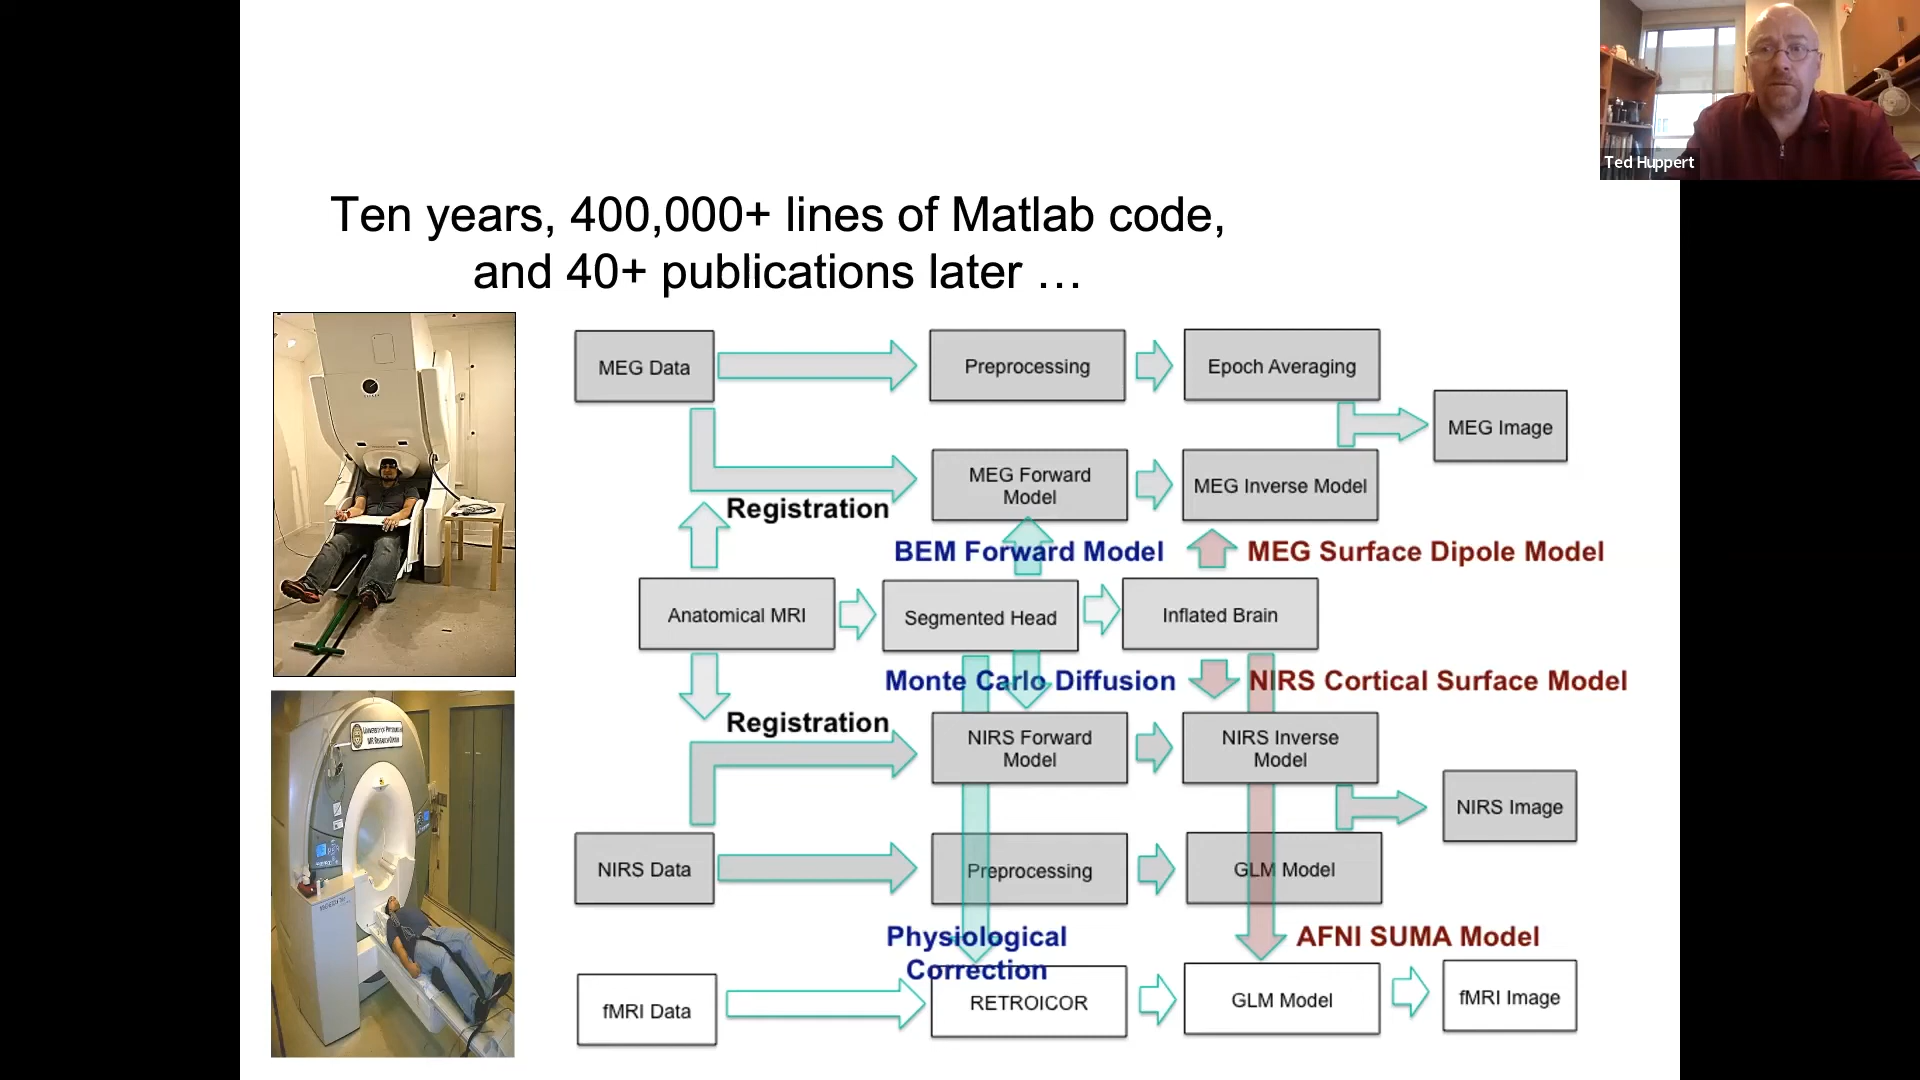 Ted Huppert
Ten years, 400,000+ lines of Matlab code,
and 40+ publications later …
MEG Data
Preprocessing
Epoch Averaging
MEG Image
MEG Forward
Model
MEG Inverse Model
Registration
BEM Forward Model
MEG Surface Dipole Model
Anatomical MRI
Segmented Head
Inflated Brain
Monte Carlo Diffusion
NIRS Cortical Surface Model
Registration
NIRS Forward
Model
NIRS Inverse
Model
NIRS Image
NIRS Data
Preprocessing
GLM Model
Physiological
Correction
AFNI SUMA Model
fMRI Data
RETROICOR
GLM Model
fMRI Image